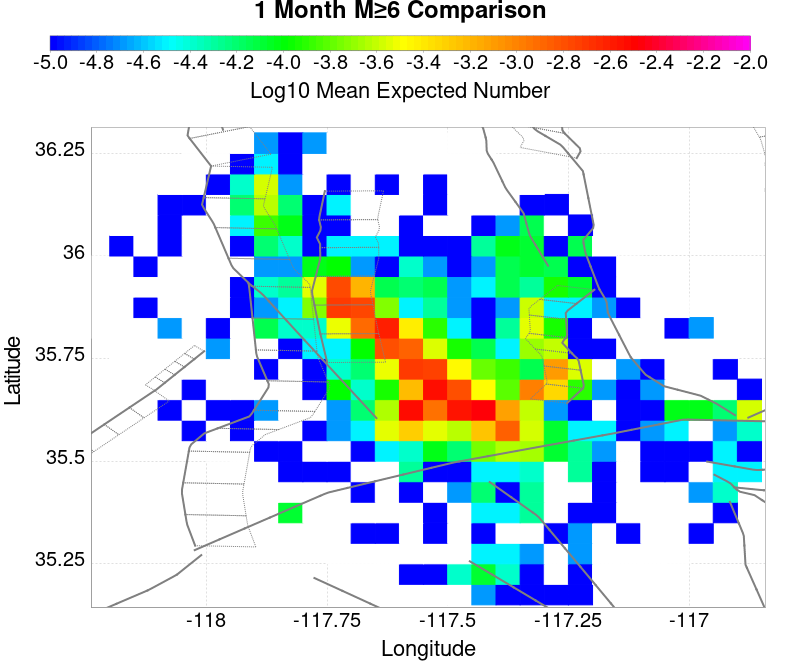 1 Month M≥6 Comparison
-5.0 -4.8 -4.6 -4.4 -4.2 -4.0 -3.8 -3.6 -3.4 -3.2 -3.0 -2.8 -2.6 -2.4 -2.2 -2.0
Log10 Mean Expected Number
36.25
36
35.75
35.5
35.25
Latitude
-118 -117.75 -117.5 -117.25 -117
Longitude